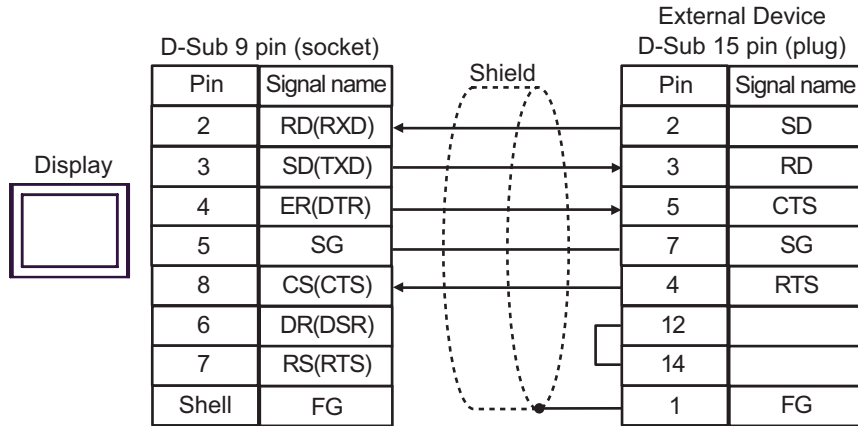 External Device
D-Sub 9 pin (socket)
D-Sub 15 pin (plug)
Shield
Display
Pin Signal name Pin Signal name
2 RD(RXD) 2 SD
3 SD(TXD) 3 RD
4 ER(DTR) 5 CTS
5 SG 7 SG
8 CS(CTS) 4 RTS
6 DR(DSR) 12
7 RS(RTS) 14
Shell FG 1 FG